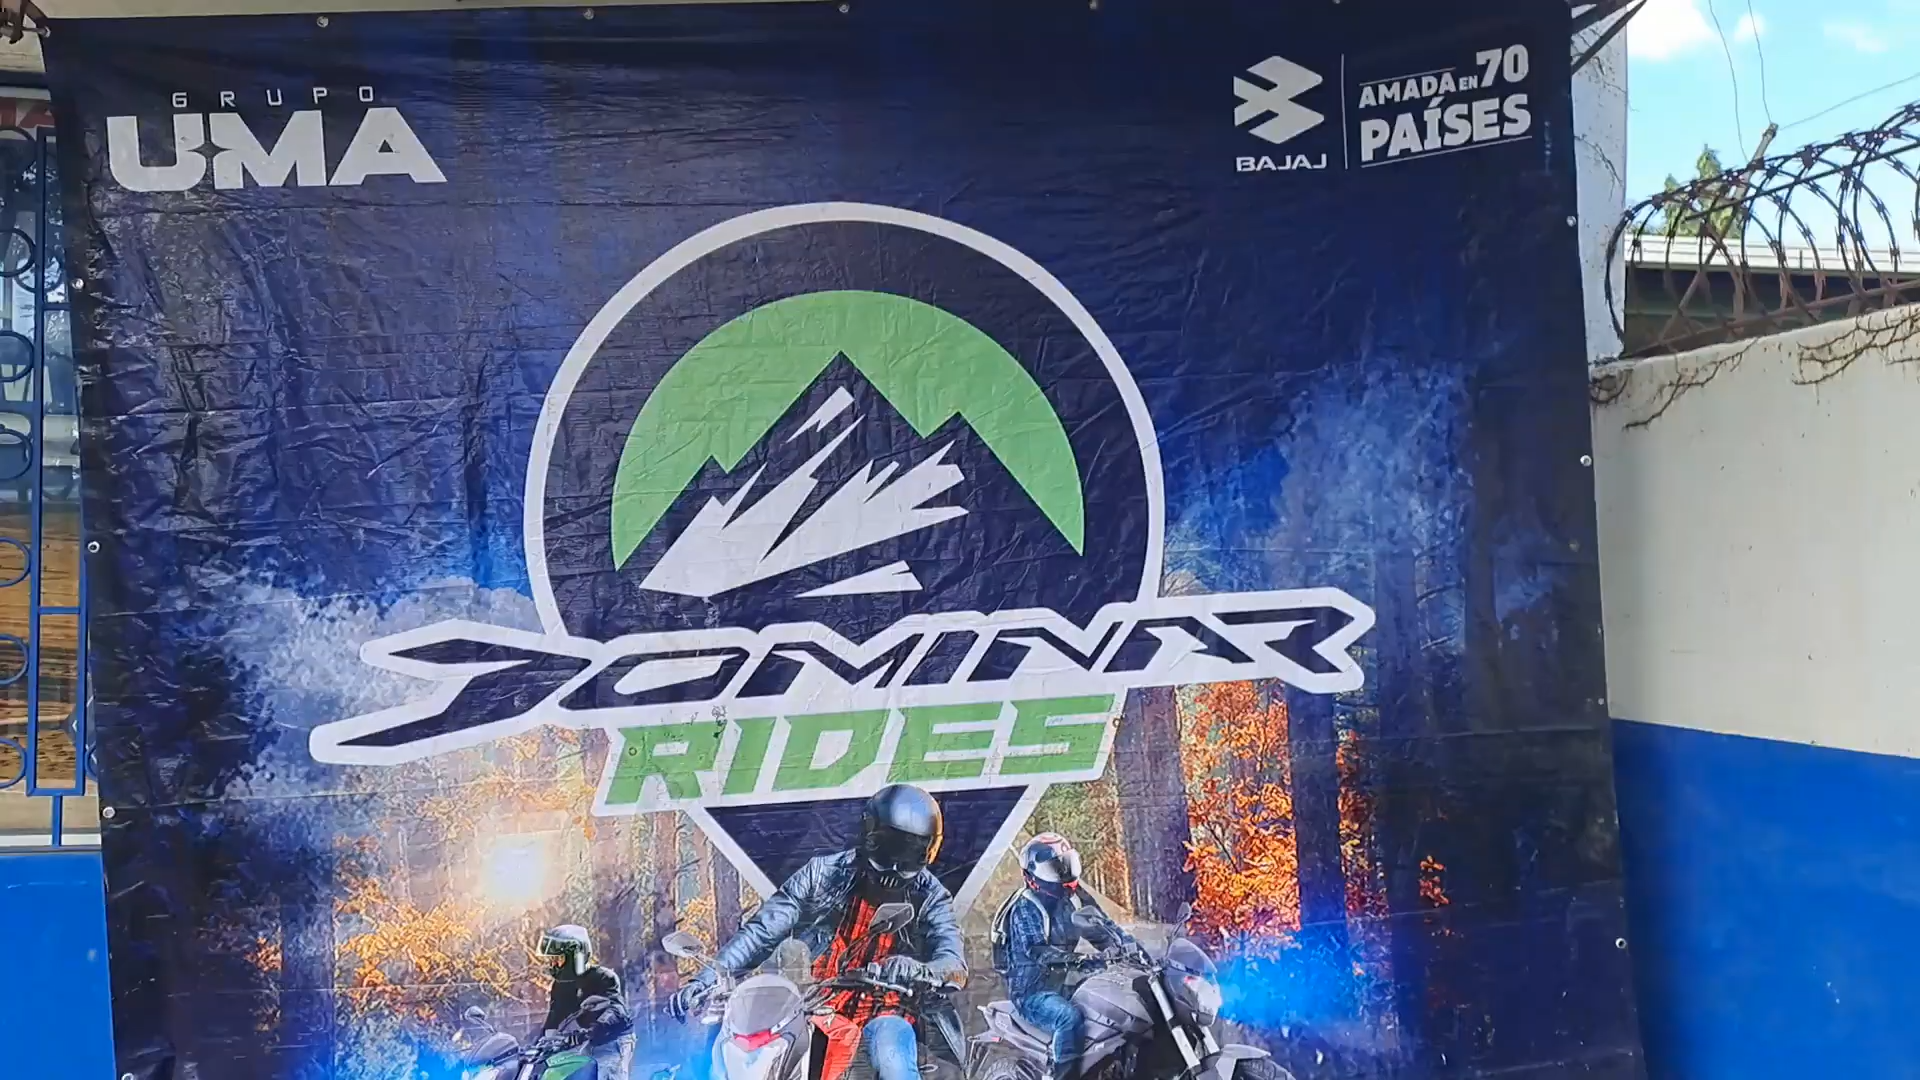 GRUPO
UMA
BAJAJ
AMADA EN 70
PAÍSES
DOMINAR
RIDES